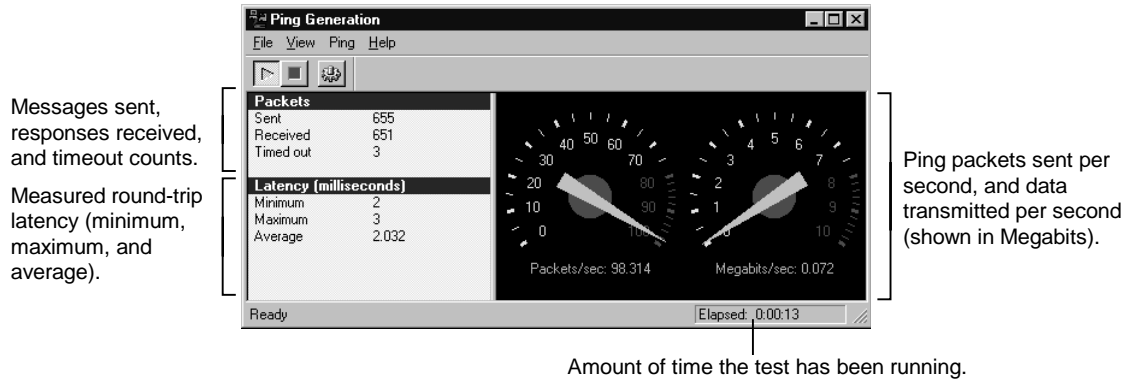 Ping Generation
File View Ping Help
Messages sent,
responses received,
and timeout counts.
Measured round-trip
latency (minimum,
maximum, and
average).
Packets
Sent 655
Received 651
Timed out 3
Latency (milliseconds)
Minimum 2
Maximum 3
Average 2.032
0 10 20 30 40 50 60 70 80 90 100
Packets/sec: 98.314
0 1 2 3 4 5 6 7 8 9 10
Megabits/sec: 0.072
Ping packets sent per
second, and data
transmitted per second
(shown in Megabits).
Ready
Elapsed: 0:00:13
Amount of time the test has been running.